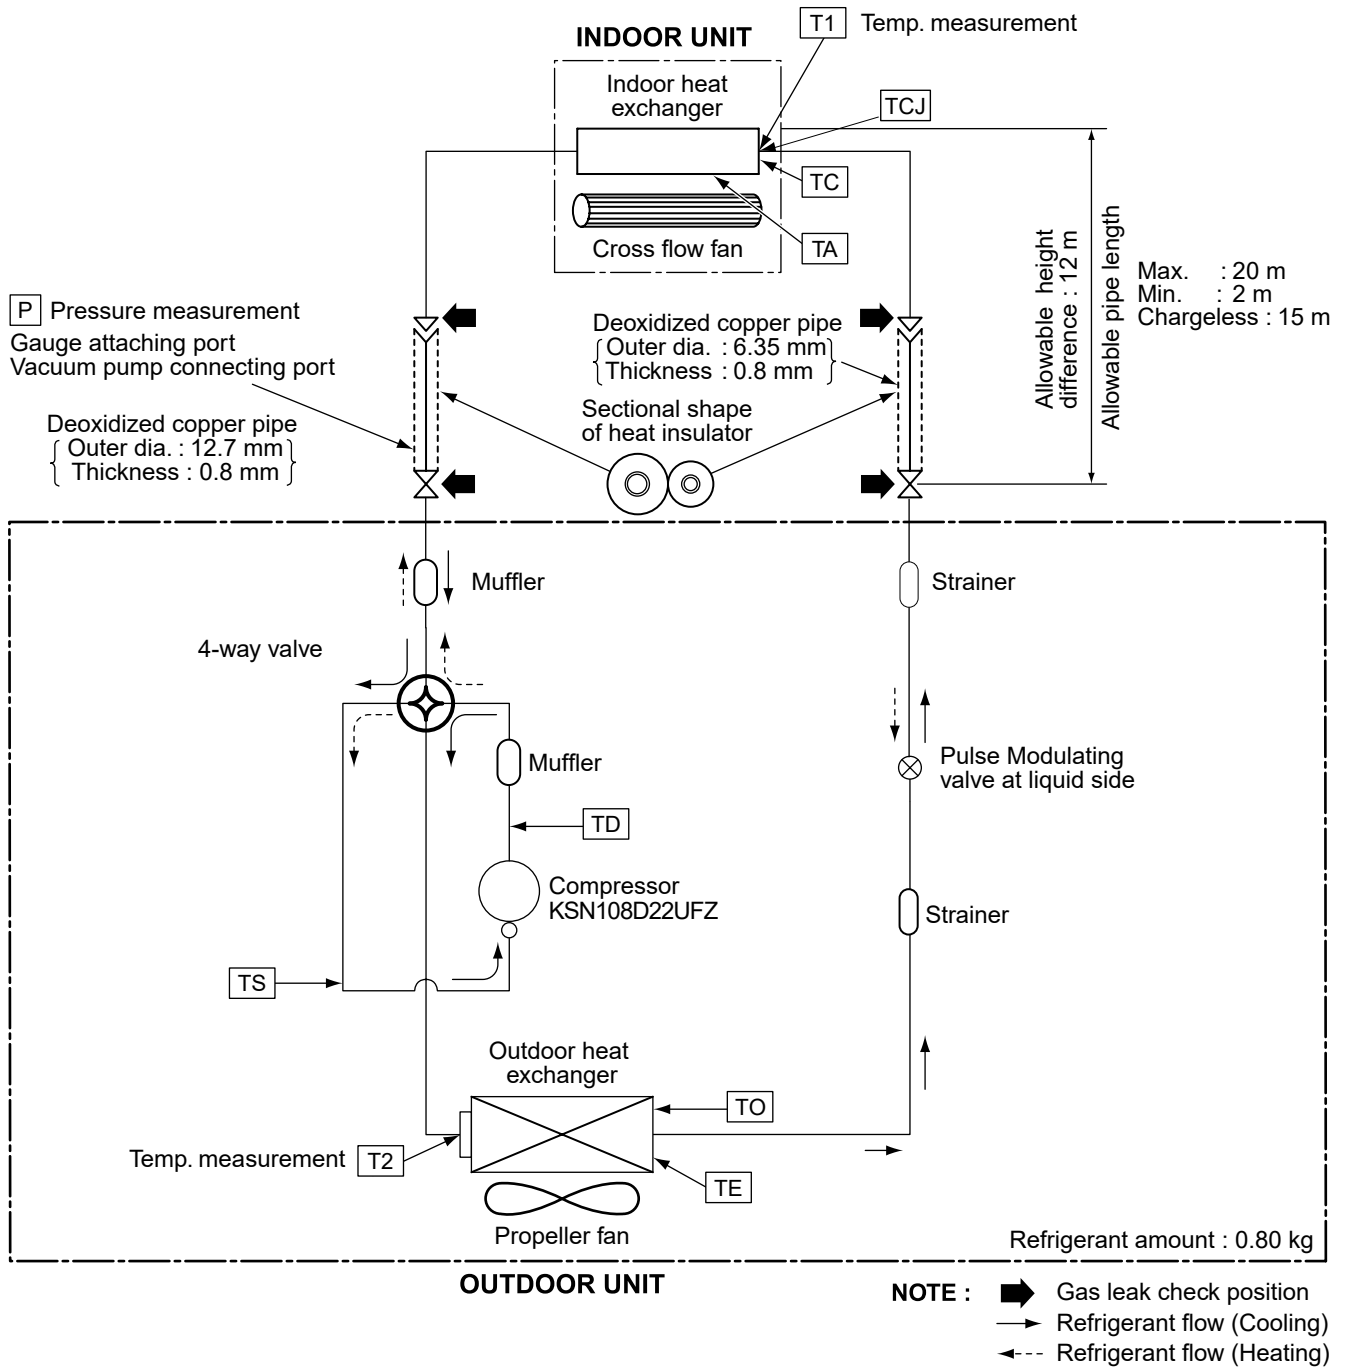 T1 Temp. measurement
INDOOR UNIT
Indoor heat
exchanger
TCJ
TC
Cross flow fan
TA
Allowable height
difference : 12 m
Allowable pipe length
Max. : 20 m
Min. : 2 m
Chargeless : 15 m
P Pressure measurement
Gauge attaching port
Vacuum pump connecting port
Deoxidized copper pipe
Outer dia. : 12.7 mm
Thickness : 0.8 mm
Deoxidized copper pipe
Outer dia. : 6.35 mm
Thickness : 0.8 mm
Sectional shape
of heat insulator
Muffler
Strainer
4-way valve
Muffler
Pulse Modulating
valve at liquid side
TD
Compressor
KSN108D22UFZ
Strainer
TS
Outdoor heat
exchanger
TO
Temp. measurement T2
TE
Propeller fan
Refrigerant amount : 0.80 kg
OUTDOOR UNIT
NOTE : Gas leak check position
Refrigerant flow (Cooling)
Refrigerant flow (Heating)